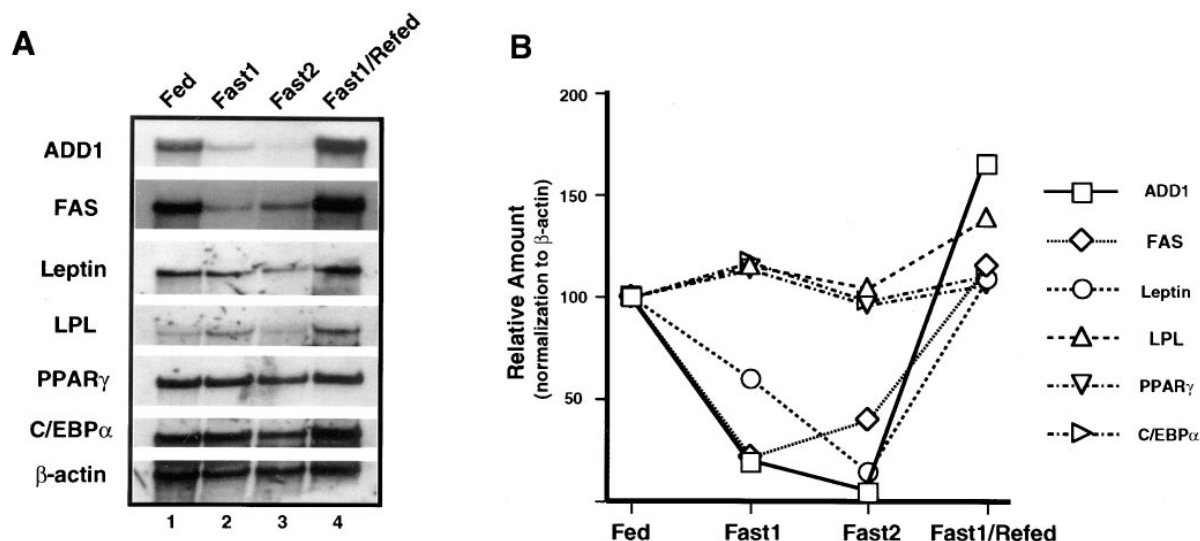 A
Fed
Fast1
Fast2
Fast1/Refed
ADD1
FAS
Leptin
LPL
PPARγ
C/EBPα
β-actin
1 2 3 4
B
Relative Amount
(normalization to β-actin)
200
150
100
50
Fed Fast1 Fast2 Fast1/Refed
ADD1
FAS
Leptin
LPL
PPARγ
C/EBPα